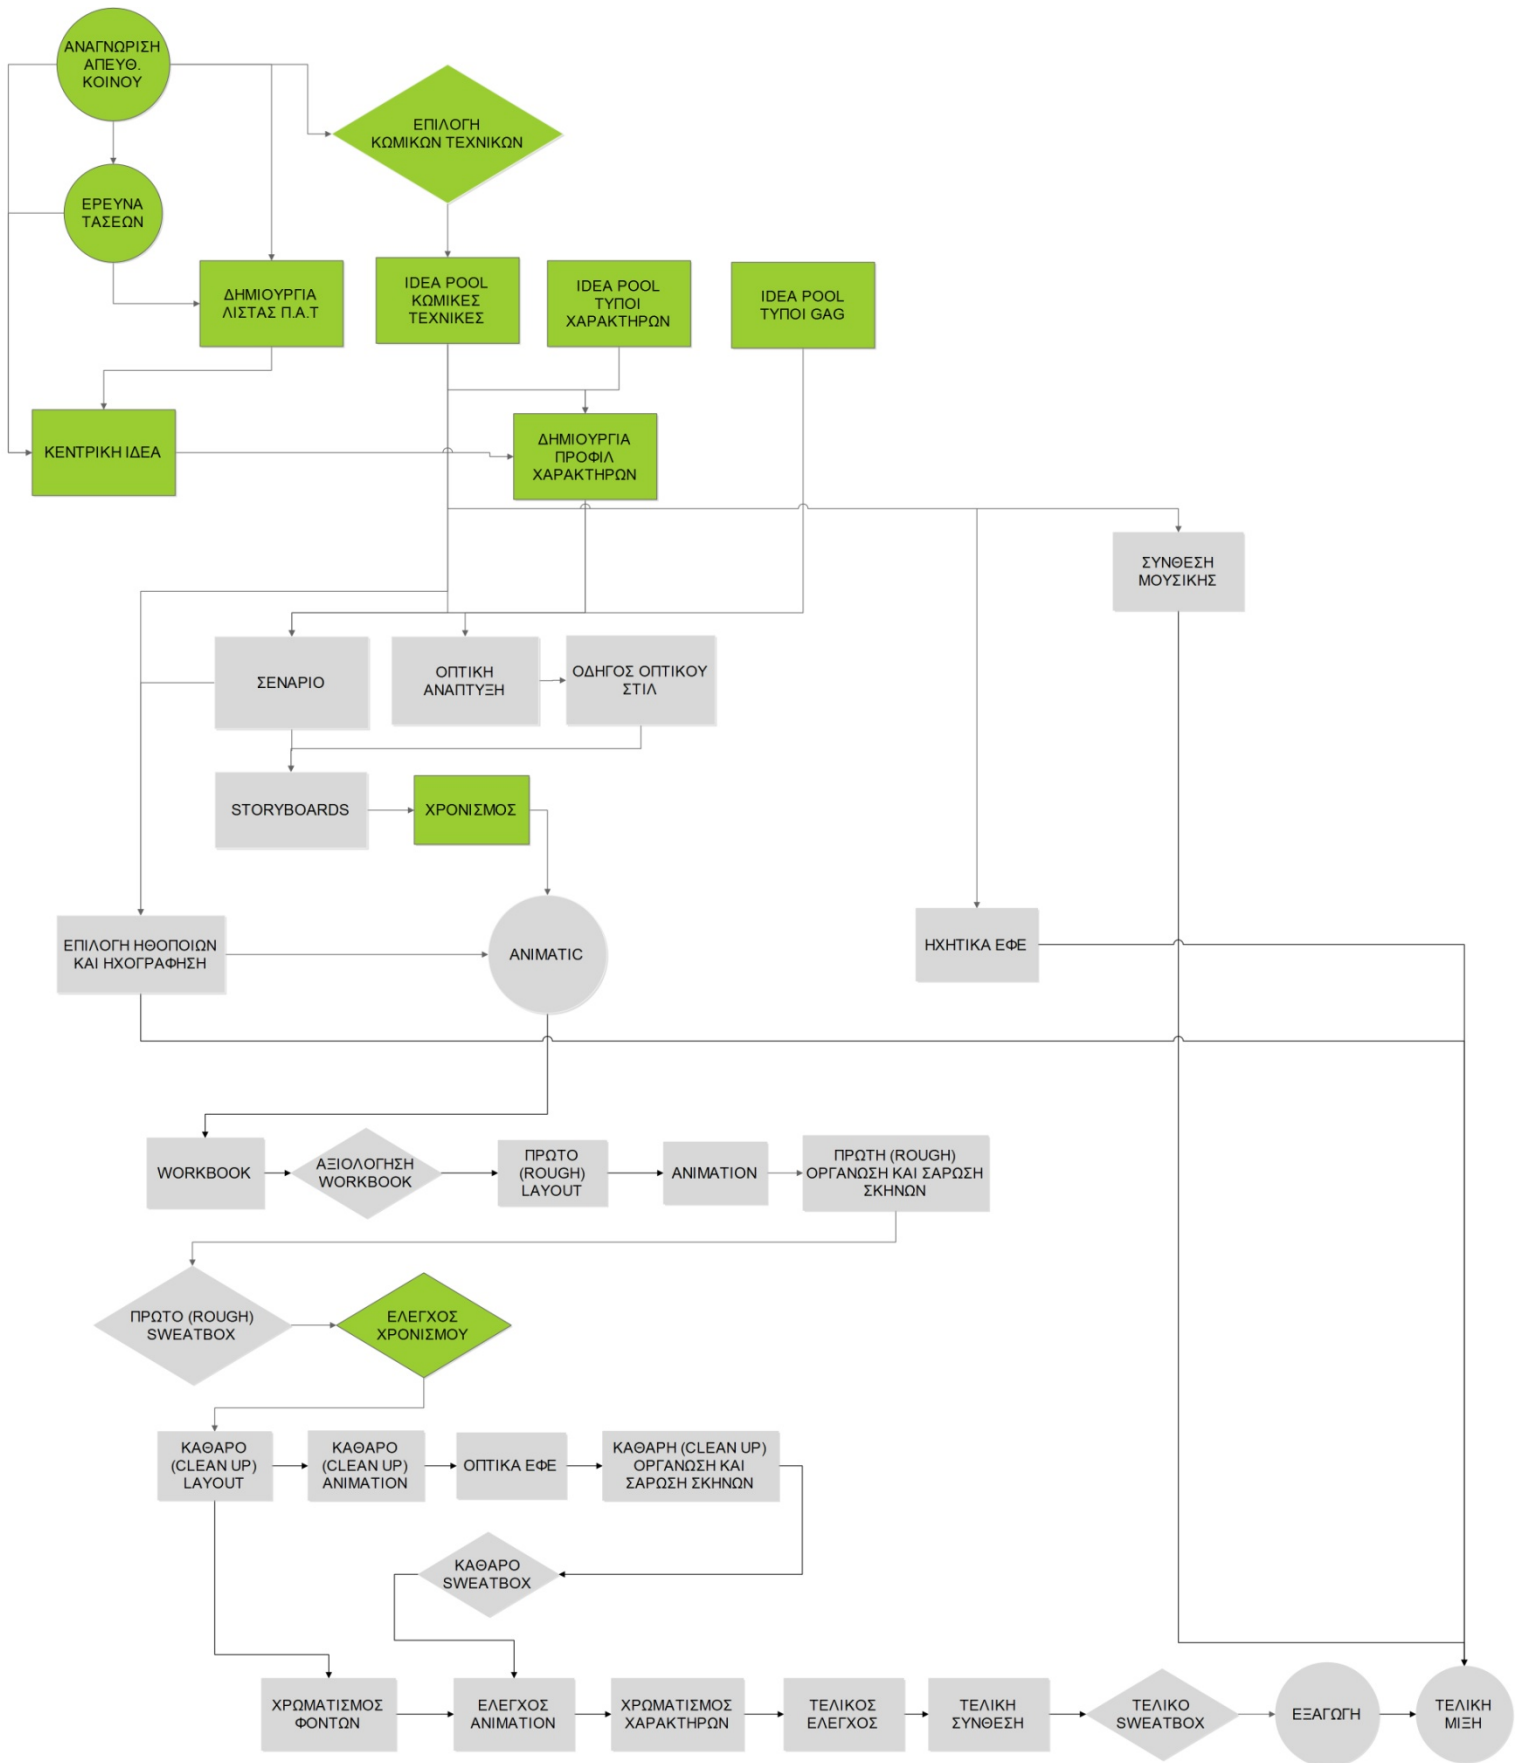 ΑΝΑΓΝΩΡΙΣΗ
ΑΠΕΥΘ.
ΚΟΙΝΟΥ
ΕΠΙΛΟΓΗ
ΚΩΜΙΚΩΝ ΤΕΧΝΙΚΩΝ
ΕΡΕΥΝΑ
ΤΑΣΕΩΝ
ΔΗΜΙΟΥΡΓΙΑ
ΛΙΣΤΑΣ Π.Α.Τ
IDEA POOL
ΚΩΜΙΚΕΣ
ΤΕΧΝΙΚΕΣ
IDEA POOL
ΤΥΠΟΙ
ΧΑΡΑΚΤΗΡΩΝ
IDEA POOL
ΤΥΠΟΙ GAG
ΚΕΝΤΡΙΚΗ ΙΔΕΑ
ΔΗΜΙΟΥΡΓΙΑ
ΠΡΟΦΙΛ
ΧΑΡΑΚΤΗΡΩΝ
ΣΥΝΘΕΣΗ
ΜΟΥΣΙΚΗΣ
ΣΕΝΑΡΙΟ
ΟΠΤΙΚΗ
ΑΝΑΠΤΥΞΗ
ΟΔΗΓΟΣ ΟΠΤΙΚΟΥ
ΣΤΙΛ
STORYBOARDS
ΧΡΟΝΙΣΜΟΣ
ΕΠΙΛΟΓΗ ΗΘΟΠΟΙΩΝ
ΚΑΙ ΗΧΟΓΡΑΦΗΣΗ
ANIMATIC
ΗΧΗΤΙΚΑ ΕΦΕ
WORKBOOK
ΑΞΙΟΛΟΓΗΣΗ
WORKBOOK
ΠΡΩΤΟ
(ROUGH)
LAYOUT
ANIMATION
ΠΡΩΤΗ (ROUGH)
ΟΡΓΑΝΩΣΗ ΚΑΙ ΣΑΡΩΣΗ
ΣΚΗΝΩΝ
ΠΡΩΤΟ (ROUGH)
SWEATBOX
ΕΛΕΓΧΟΣ
ΧΡΟΝΙΣΜΟΥ
ΚΑΘΑΡΟ
(CLEAN UP)
LAYOUT
ΚΑΘΑΡΟ
(CLEAN UP)
ANIMATION
ΟΠΤΙΚΑ ΕΦΕ
ΚΑΘΑΡΗ (CLEAN UP)
ΟΡΓΑΝΩΣΗ ΚΑΙ
ΣΑΡΩΣΗ ΣΚΗΝΩΝ
ΚΑΘΑΡΟ
SWEATBOX
ΧΡΩΜΑΤΙΣΜΟΣ
ΦΟΝΤΩΝ
ΕΛΕΓΧΟΣ
ANIMATION
ΧΡΩΜΑΤΙΣΜΟΣ
ΧΑΡΑΚΤΗΡΩΝ
ΤΕΛΙΚΟΣ
ΕΛΕΓΧΟΣ
ΤΕΛΙΚΗ
ΣΥΝΘΕΣΗ
ΤΕΛΙΚΟ
SWEATBOX
ΕΞΑΓΩΓΗ
ΤΕΛΙΚΗ
ΜΙΞΗ